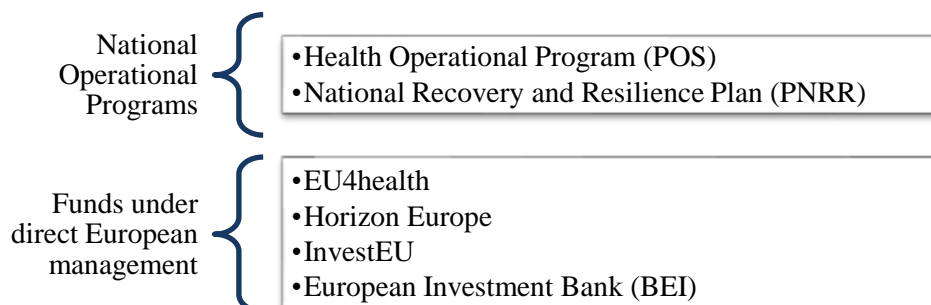 National
Operational
Programs
•Health Operational Program (POS)
•National Recovery and Resilience Plan (PNRR)
Funds under
direct European
management
•EU4health
•Horizon Europe
•InvestEU
•European Investment Bank (BEI)